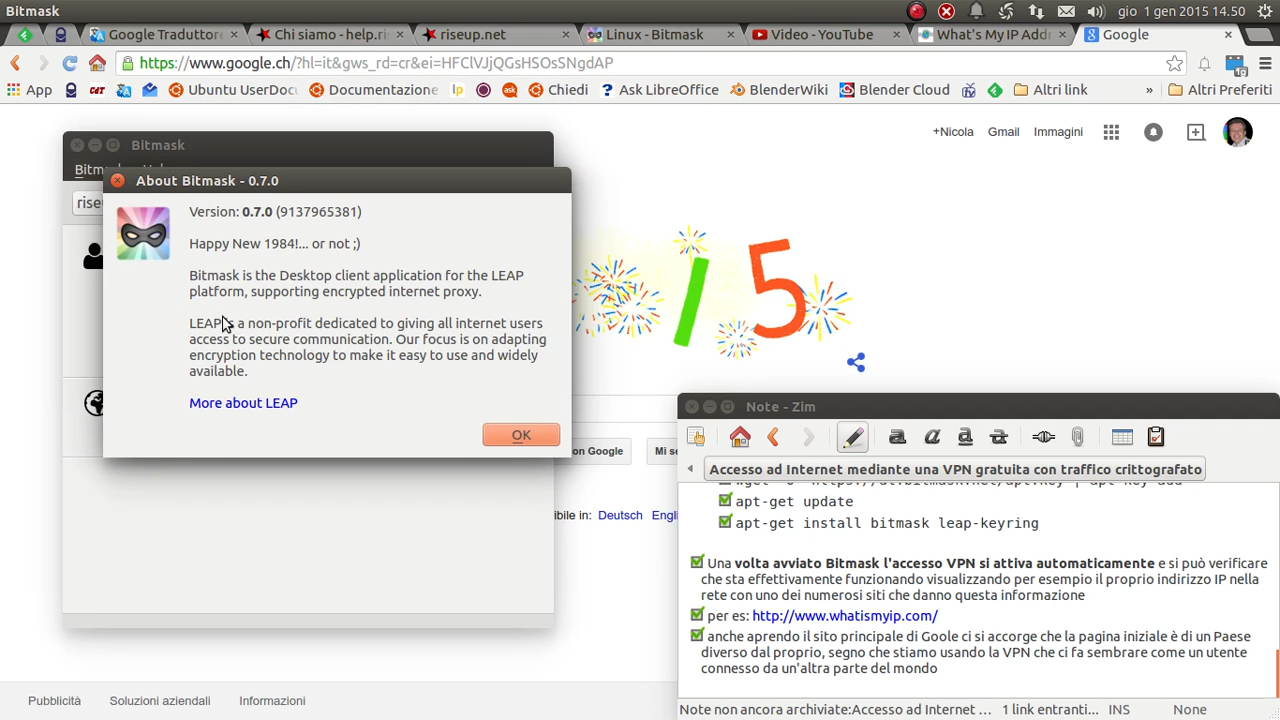 Bitmask
gio 1 gen 2015 14.50
Google Traduttore
Chi siamo - help.ri
riseup.net
Linux - Bitmask
Video - YouTube
What's My IP Addr
Google
https://www.google.ch/?hl=it&gws_rd=cr&ei=HFClVJjQGsHSOsSNgdAP
App
Ubuntu UserDocu
Documentazione
Chiedi
Ask LibreOffice
BlenderWiki
Blender Cloud
Altri link
»
Altri Preferiti
+Nicola
Gmail
Immagini
Bitmask
About Bitmask - 0.7.0
Version: 0.7.0 (9137965381)
Happy New 1984!... or not ;)
Bitmask is the Desktop client application for the LEAP
platform, supporting encrypted internet proxy.
LEAP is a non-profit dedicated to giving all internet users
access to secure communication. Our focus is on adapting
encryption technology to make it easy to use and widely
available.
More about LEAP
OK
15
on Google
Mi se
ibile in: Deutsch Engli
Note - Zim
Accesso ad Internet mediante una VPN gratuita con traffico crittografato
apt-get update
apt-get install bitmask leap-keyring
Una volta avviato Bitmask l'accesso VPN si attiva automaticamente e si può verificare
che sta effettivamente funzionando visualizzando per esempio il proprio indirizzo IP nella
rete con uno dei numerosi siti che danno questa informazione
per es: http://www.whatismyip.com/
anche aprendo il sito principale di Goole ci si accorge che la pagina iniziale è di un Paese
diverso dal proprio, segno che stiamo usando la VPN che ci fa sembrare come un utente
connesso da un'altra parte del mondo
Note non ancora archiviate:Accesso ad Internet ...
1 link entranti...
INS
None
Pubblicità
Soluzioni aziendali
Informazioni